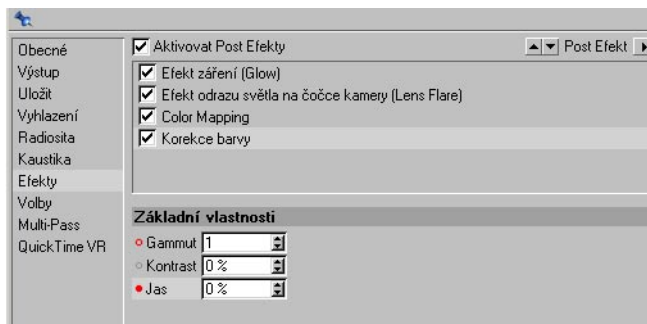 Obecné
Výstup
Uložit
Vyhlazení
Radiosita
Kaustika
Efekty
Volby
Multi-Pass
QuickTime VR
Aktivovat Post Efekty
Post Efekt
Efekt záření (Glow)
Efekt odrazu světla na čočce kamery (Lens Flare)
Color Mapping
Korekce barvy
Základní vlastnosti
Gammut 1
Kontrast 0 %
Jas 0 %